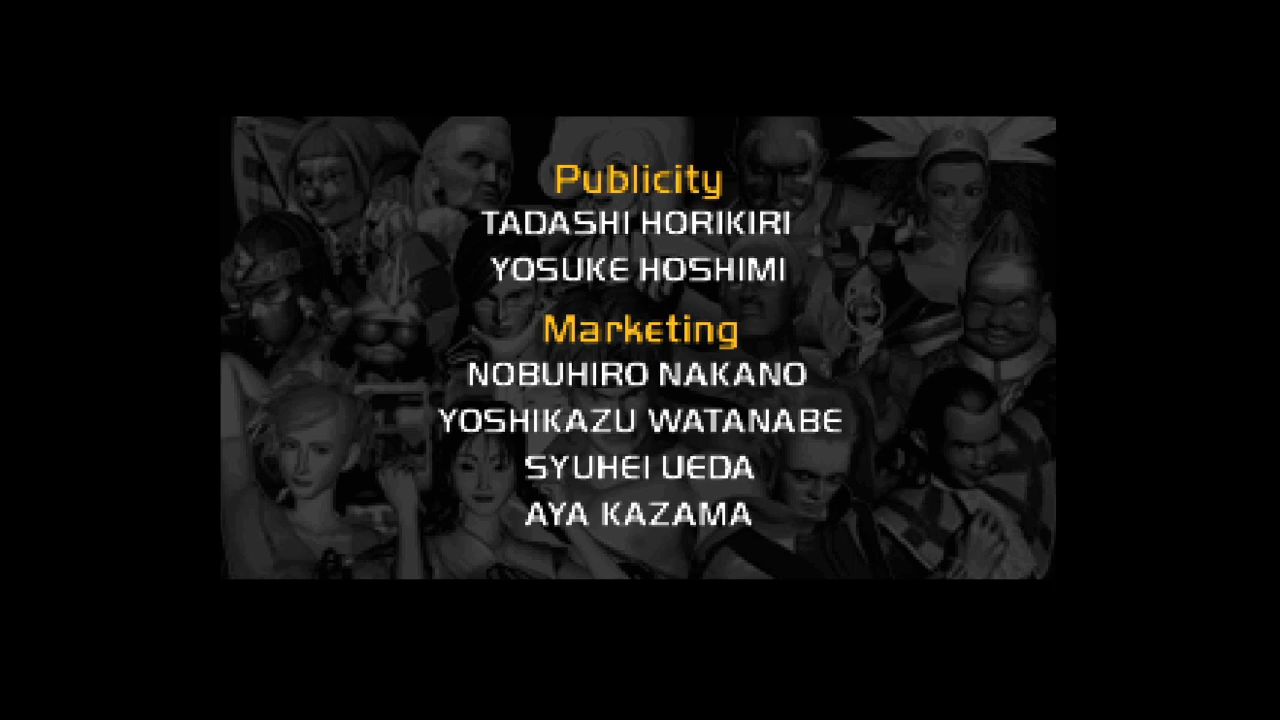 Publicity
TADASHI HORIKIRI
YOSUKE HOSHIMI
Marketing
NOBUHIRO NAKANO
YOSHIKAZU WATANABE
SYUHEI UEDA
AYA KAZAMA